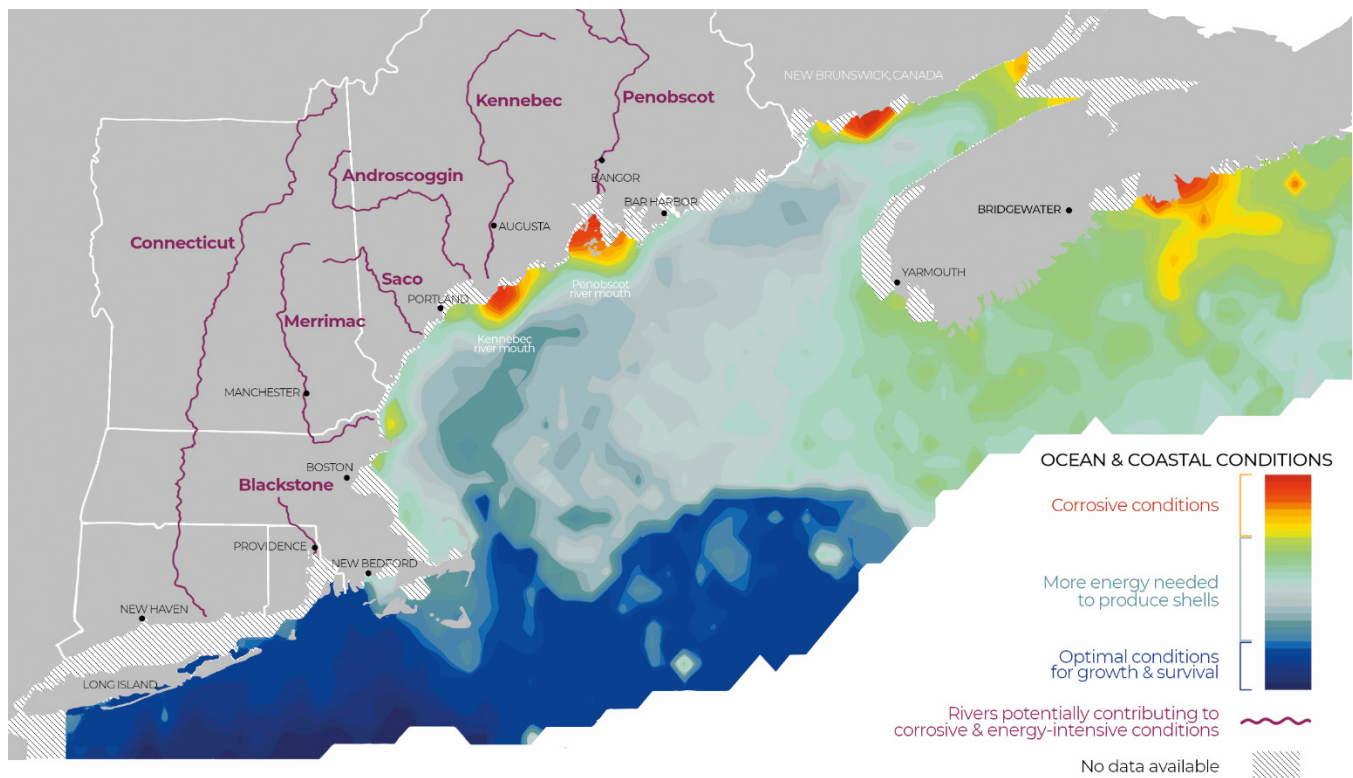 NEW BRUNSWICK, CANADA
Kennebec
Penobscot
Androscoggin
BANGOR
BAR HARBOR
BRIDGEWATER
AUGUSTA
Connecticut
Saco
YARMOUTH
Penobscot
river mouth
PORTLAND
Merrimac
Kennebec
river mouth
MANCHESTER
BOSTON
Blackstone
PROVIDENCE
NEW BEDFORD
NEW HAVEN
LONG ISLAND
OCEAN & COASTAL CONDITIONS
Corrosive conditions
More energy needed
to produce shells
Optimal conditions
for growth & survival
Rivers potentially contributing to
corrosive & energy-intensive conditions
No data available